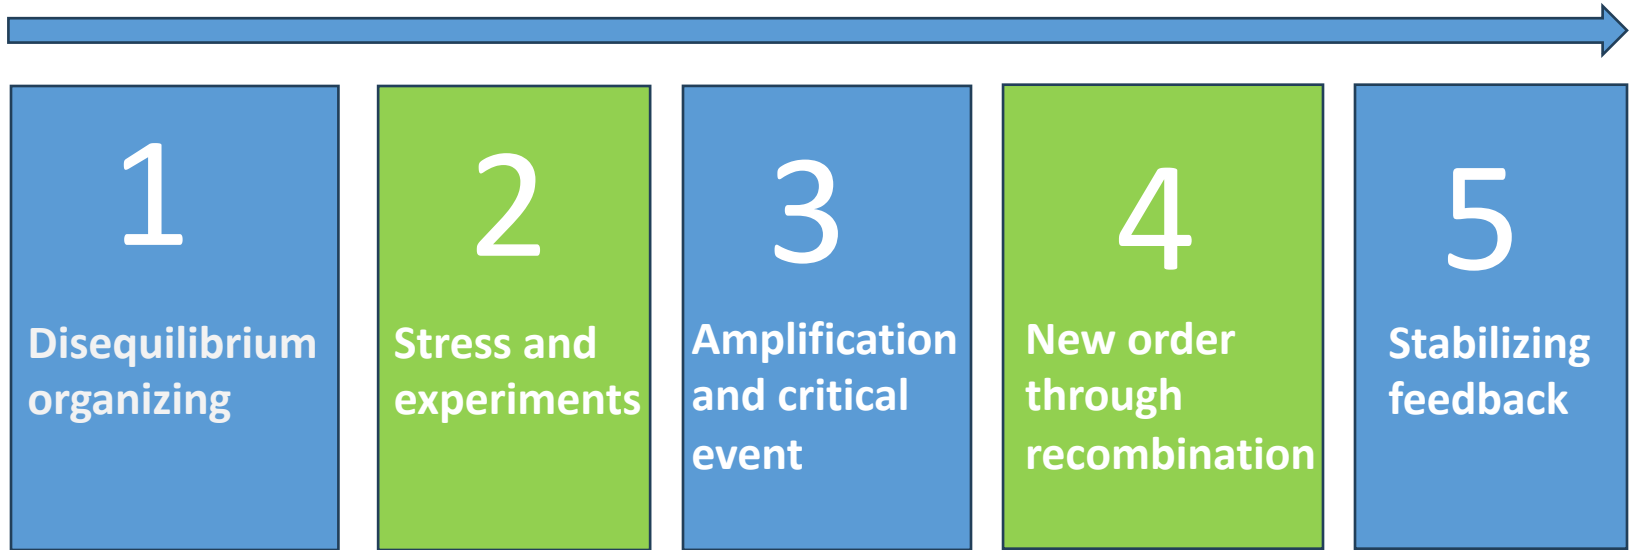 1
Disequilibrium
organizing
2
Stress and
experiments
3
Amplification
and critical
event
4
New order
through
recombination
5
Stabilizing
feedback